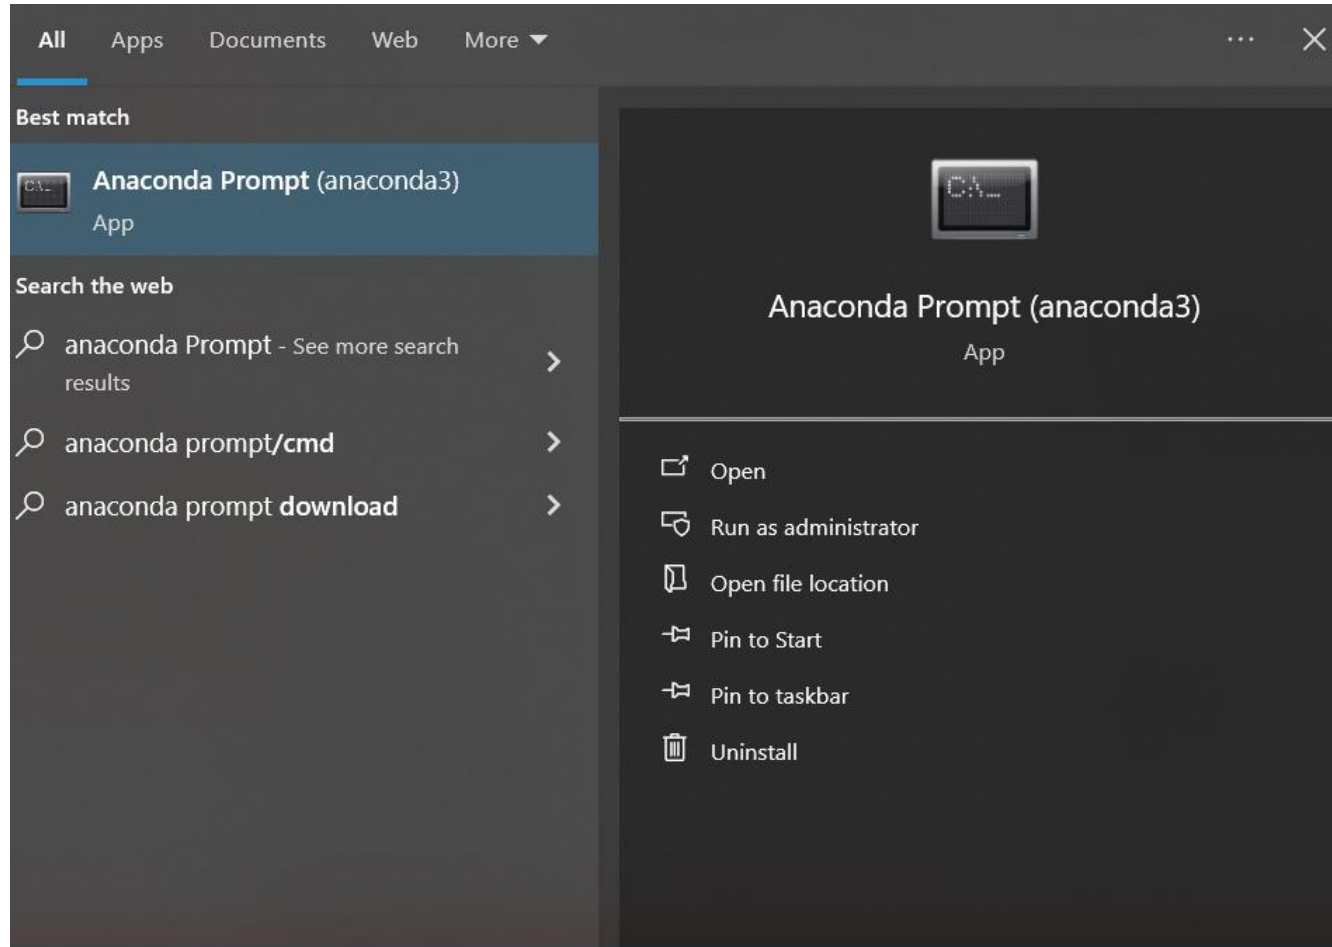 All Apps Documents Web More
Best match
Anaconda Prompt (anaconda3)
App
Search the web
anaconda Prompt - See more search
results
anaconda prompt/cmd
anaconda prompt download
C:\_
Anaconda Prompt (anaconda3)
App
Open
Run as administrator
Open file location
Pin to Start
Pin to taskbar
Uninstall